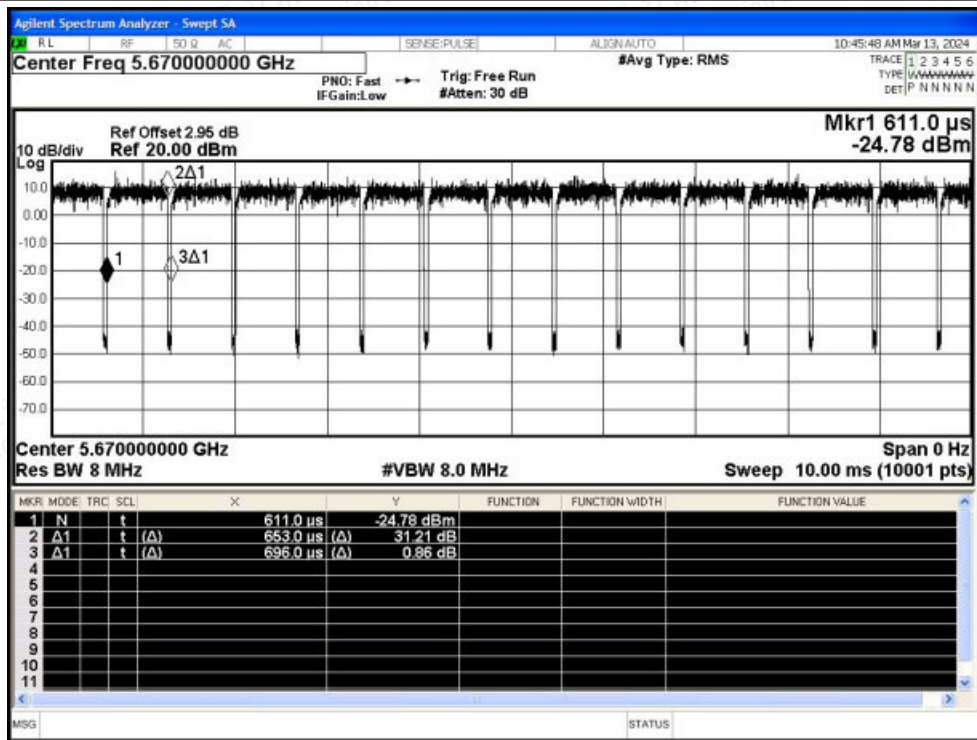 Agilent Spectrum Analyzer - Swept SA
RL RF 50 Ω AC SENSE:PULSE ALIGNAUTO 10:45:48 AM Mar 13, 2024
Center Freq 5.670000000 GHz #Avg Type: RMS TRACE 1 2 3 4 5 6
PNO: Fast Trig: Free Run TYPE
IFGain:Low #Atten: 30 dB DET P N N N N N
Mkr1 611.0 µs
Ref Offset 2.95 dB
10 dB/div Ref 20.00 dBm -24.78 dBm
Log
2Δ1
10.0
0.00
-10.0
1 3Δ1
-20.0
-30.0
-40.0
-50.0
-60.0
-70.0
Center 5.670000000 GHz Span 0 Hz
Res BW 8 MHz #VBW 8.0 MHz Sweep 10.00 ms (10001 pts)
MKR MODE TRC SCL X Y FUNCTION FUNCTION WIDTH FUNCTION VALUE
1 N t 611.0 µs -24.78 dBm
2 Δ1 t (Δ) 653.0 µs (Δ) 31.21 dB
3 Δ1 t (Δ) 696.0 µs (Δ) 0.86 dB
4
5
6
7
8
9
10
11
MSG STATUS